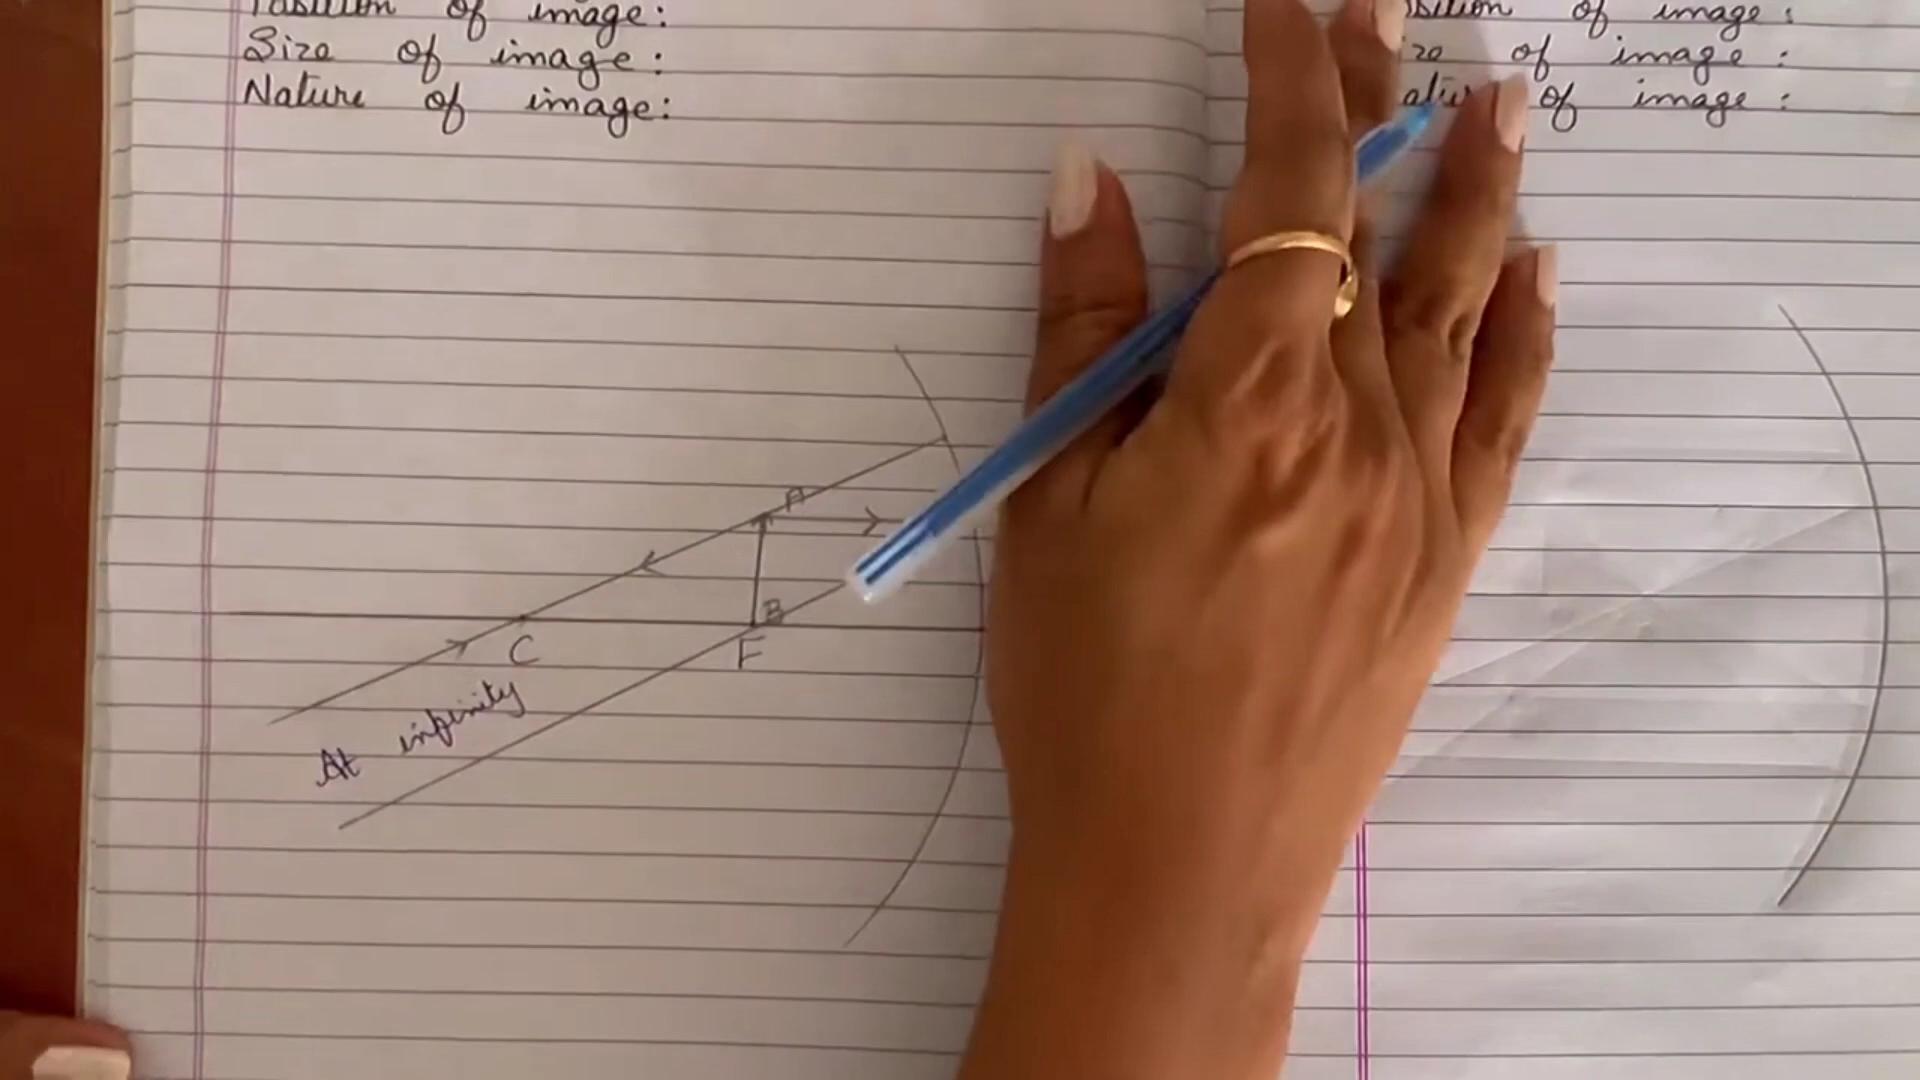 of image:
Size of image:
Nature of image:
of image:
of image:
of image:
A
B
C
F
At infinity